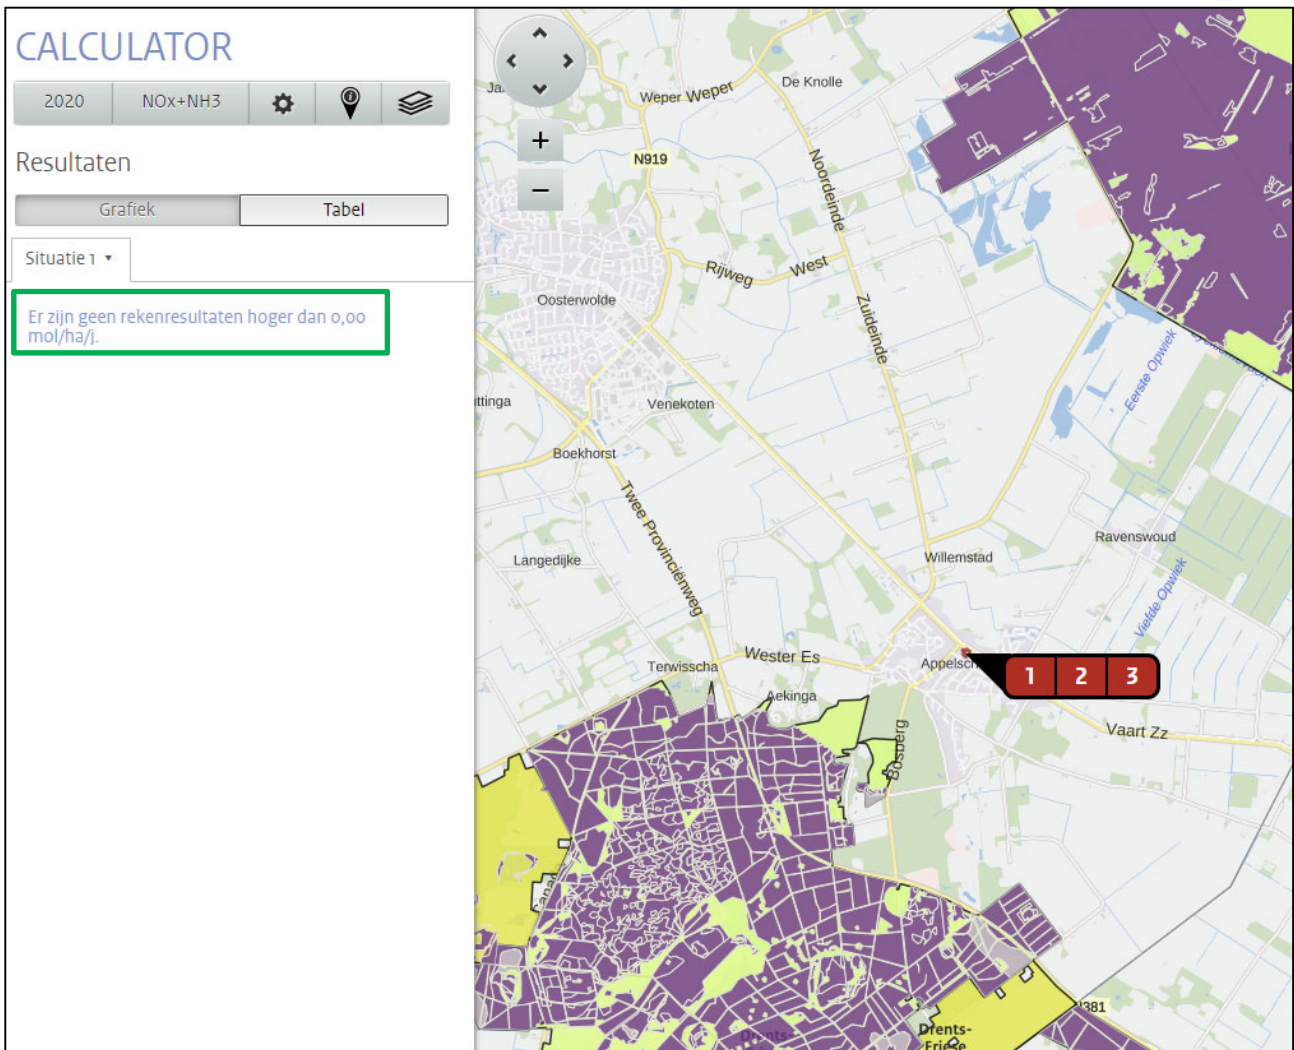 CALCULATOR
2020
NOx+NH3
Resultaten
Grafiek
Tabel
Situatie 1
Er zijn geen rekenresultaten hoger dan 0,00
mol/ha/j.
De Knolle
Weper
Weper
N919
Noordeinde
Rijweg
West
Oosterwolde
Zuideinde
Eerste Opwiek
Venekoten
Boekhorst
Twee Provinciënweg
Ravenswoud
Langedijke
Willemstad
Vierde Opwiek
Wester Es
Terwisscha
Appelsch
1 2 3
Aekinga
Vaart Zz
Bosberg
Drents-
Friese